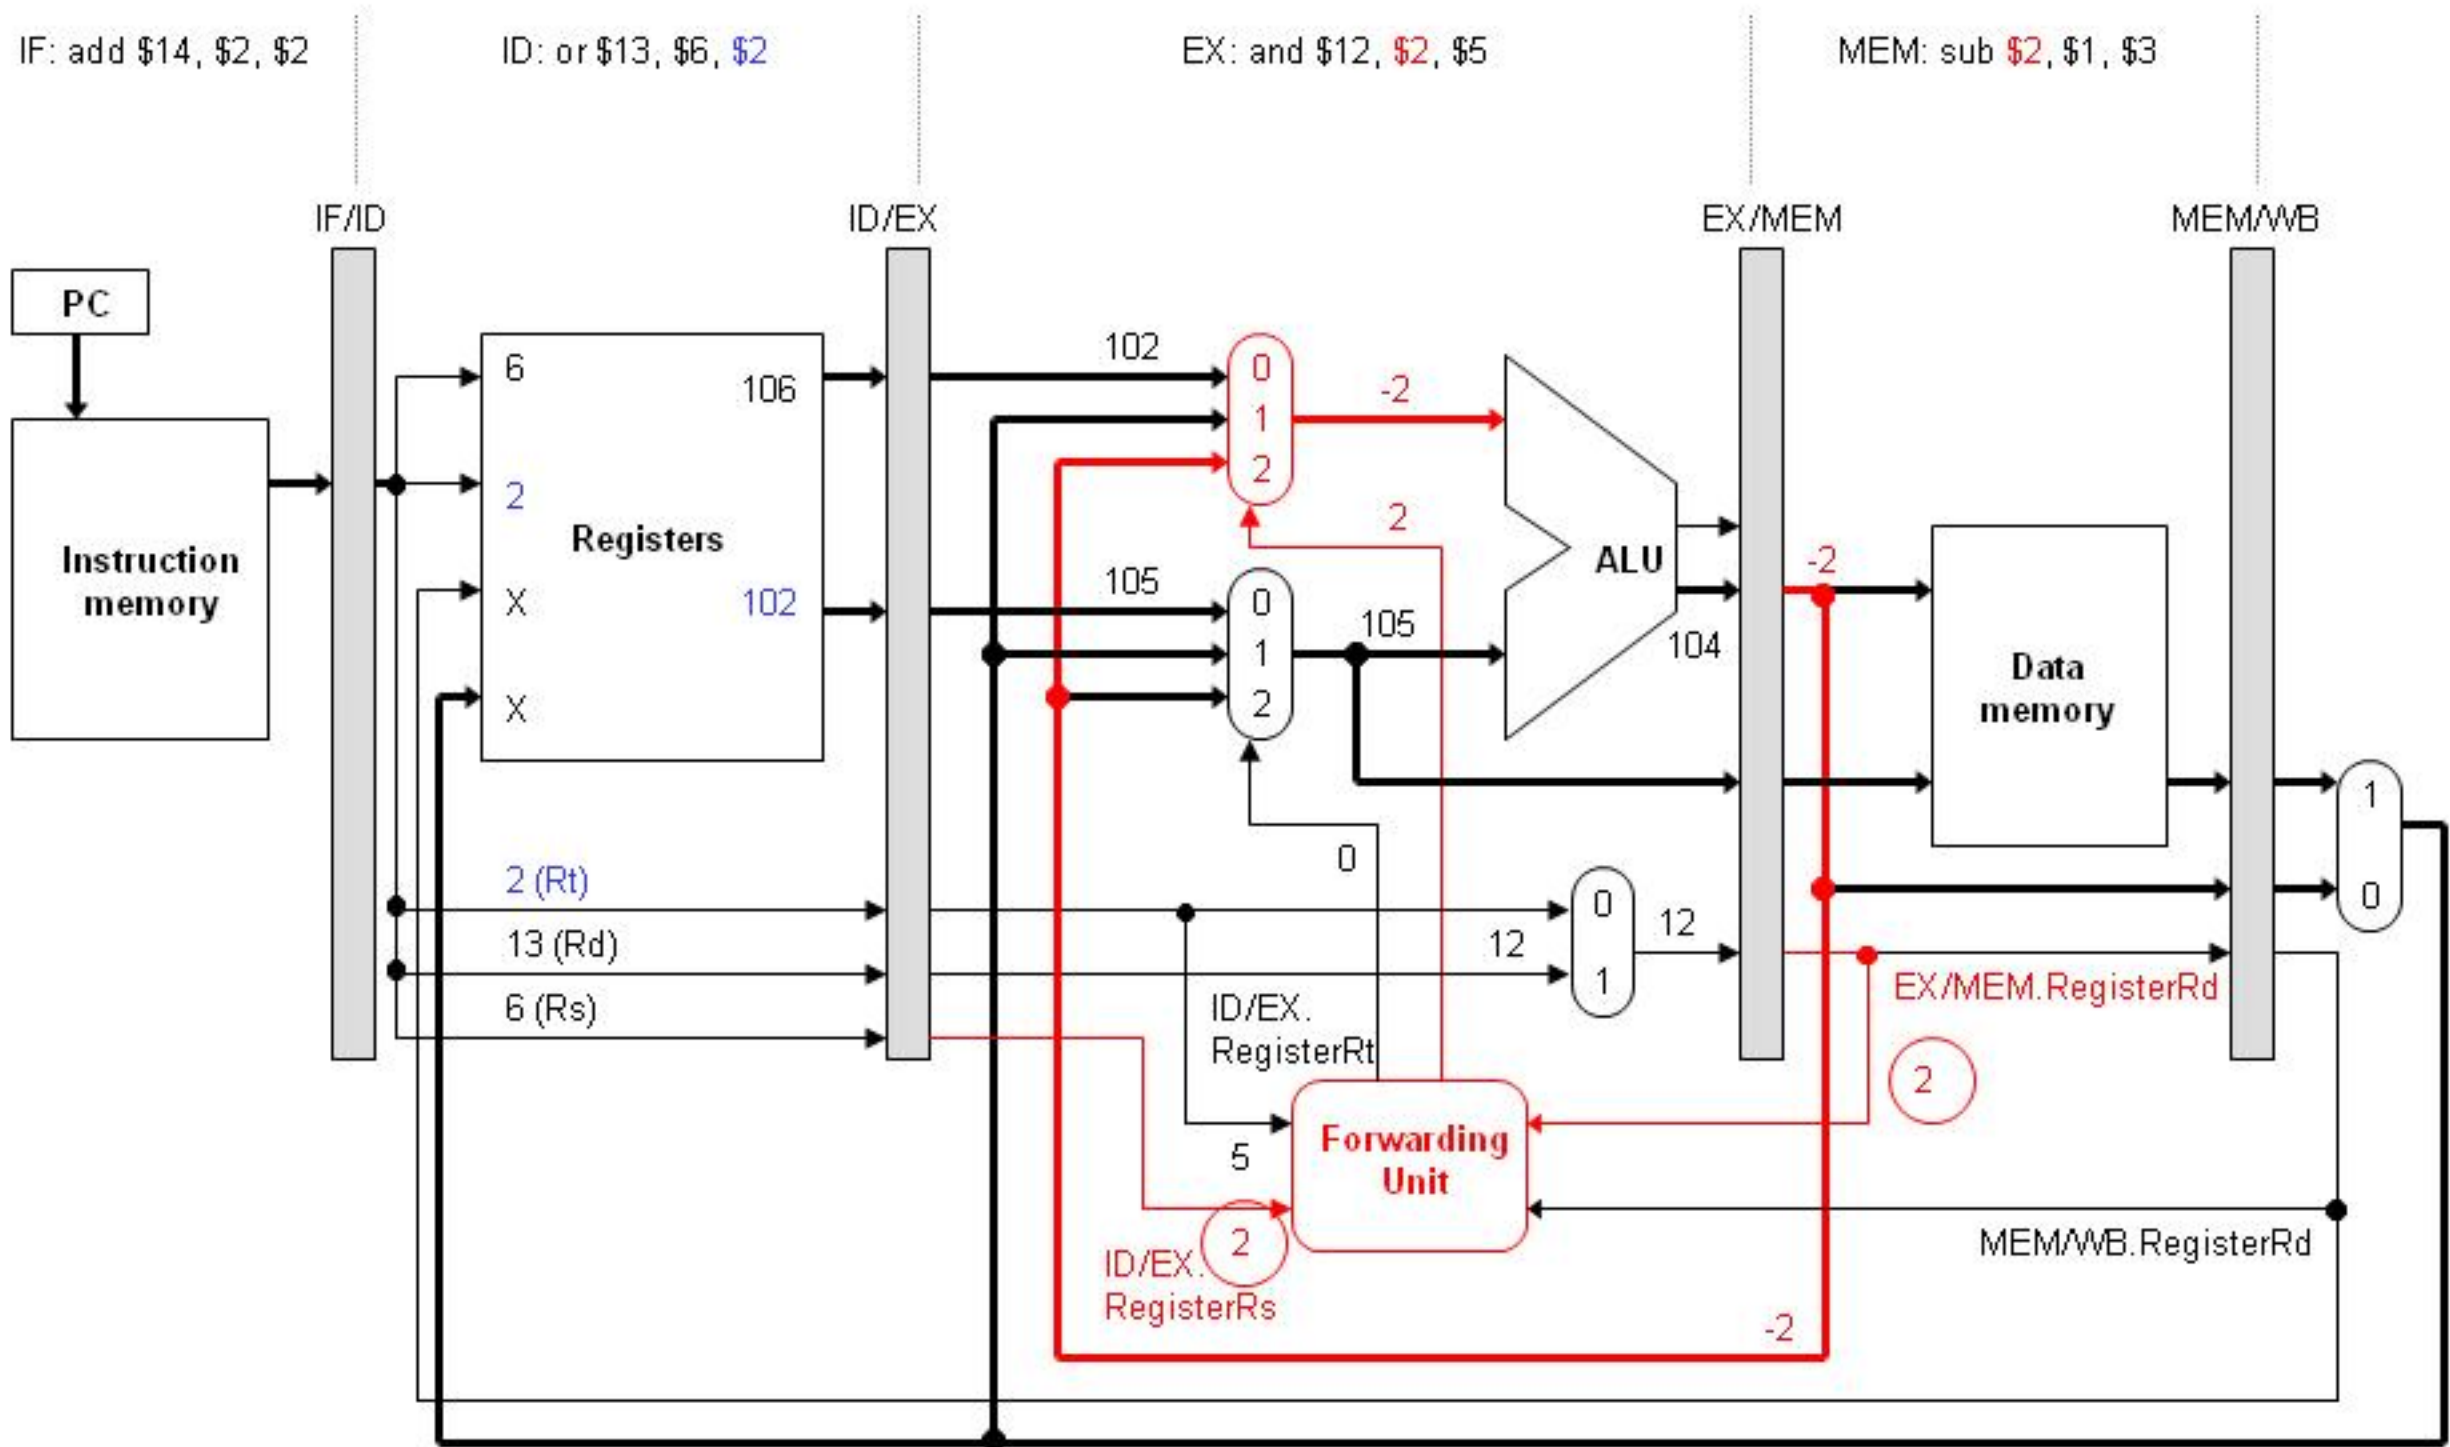 IF: add $14, $2, $2
ID: or $13, $6, $2
EX: and $12, $2, $5
MEM: sub $2, $1, $3
IF/ID
ID/EX
EX/MEM
MEM/WB
PC
Instruction
memory
6
106
2
Registers
X
102
X
102
0
1
2
-2
2
105
0
1
2
105
ALU
104
-2
Data
memory
1
0
0
2 (Rt)
13 (Rd)
6 (Rs)
12
0
1
12
EX/MEM.RegisterRd
2
ID/EX.
RegisterRt
5
Forwarding
Unit
2
ID/EX.
RegisterRs
MEM/WB.RegisterRd
-2